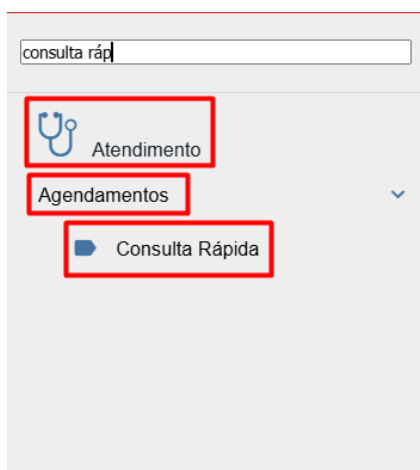 consulta ráp
Atendimento
Agendamentos
Consulta Rápida